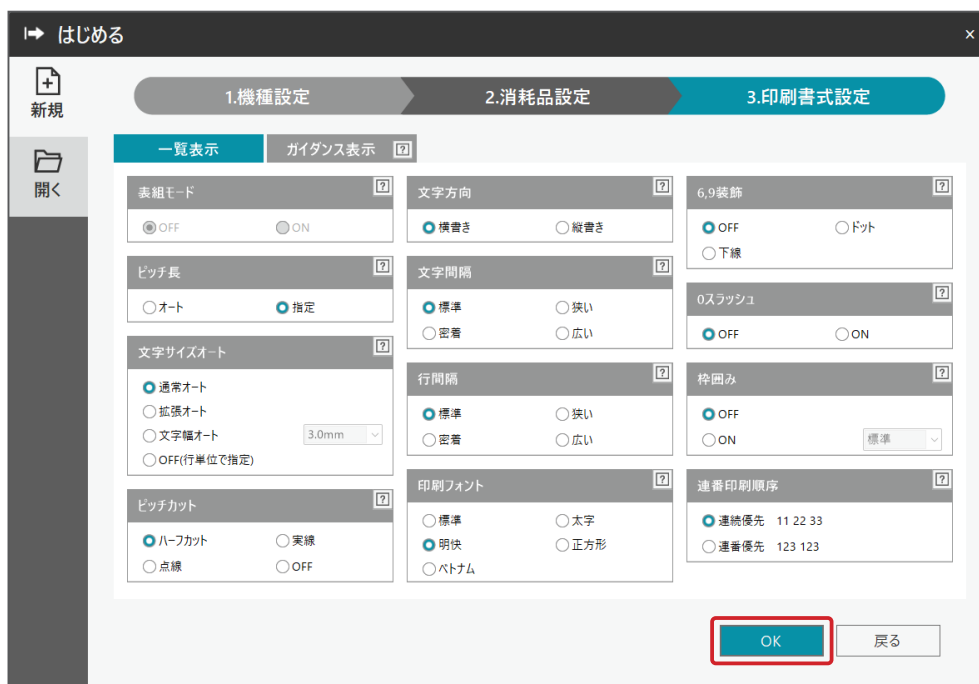 はじめる
×
新規
開く
1.機種設定
2.消耗品設定
3.印刷書式設定
一覧表示
ガイダンス表示 ?
表組モード ?
OFF ON
ピッチ長 ?
オート 指定
文字サイズオート ?
通常オート
拡張オート
文字幅オート 3.0mm
OFF(行単位で指定)
ピッチカット ?
ハーフカット 実線
点線 OFF
文字方向 ?
横書き 縦書き
文字間隔 ?
標準 狭い
密着 広い
行間隔 ?
標準 狭い
密着 広い
印刷フォント ?
標準 太字
明快 正方形
ベトナム
6,9装飾 ?
OFF ドット
下線
0スラッシュ ?
OFF ON
枠囲み ?
OFF
ON 標準
連番印刷順序 ?
連続優先 11 22 33
連番優先 123 123
OK
戻る